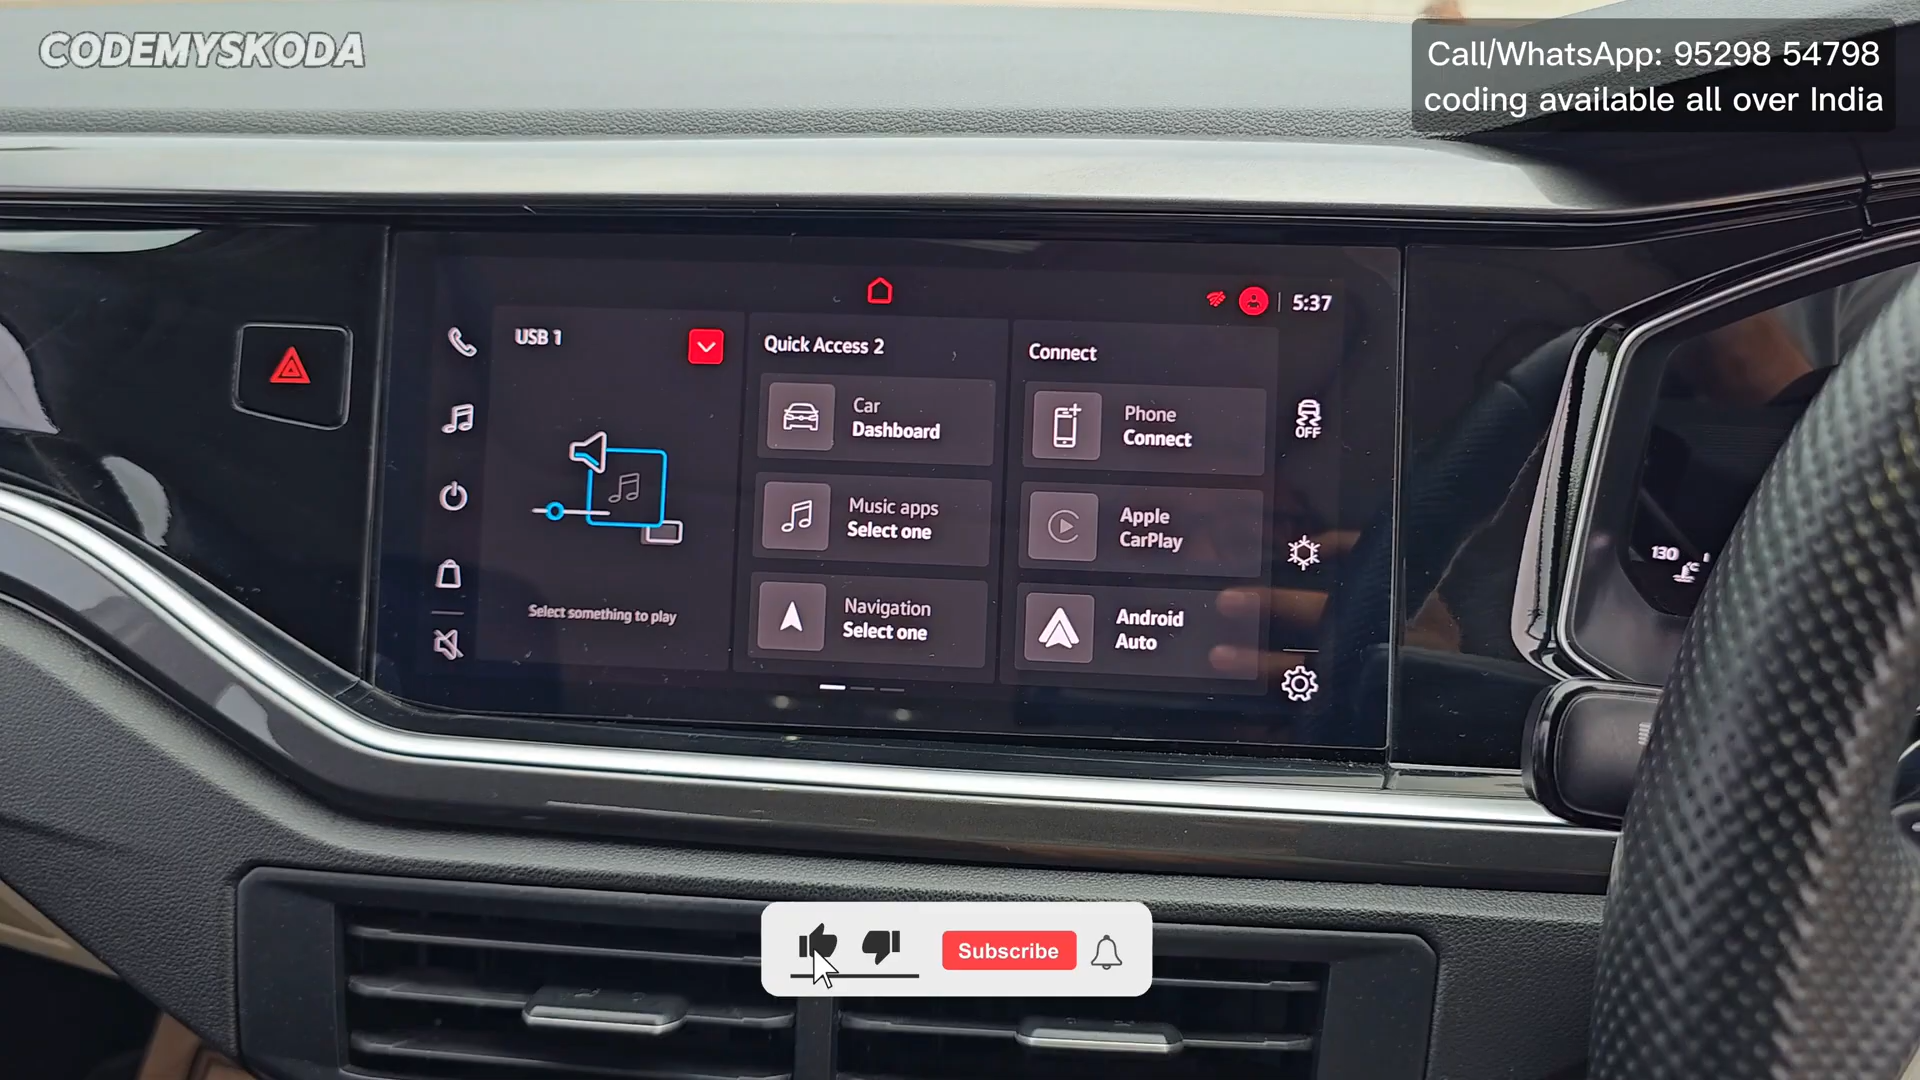 CODEMYSKODA
Call/WhatsApp: 95298 54798
coding available all over India
5:37
USB 1
Quick Access 2
Connect
Car
Dashboard
Phone
Connect
OFF
Music apps
Select one
Apple
CarPlay
Navigation
Select one
Android
Auto
Select something to play
130
°C
Subscribe